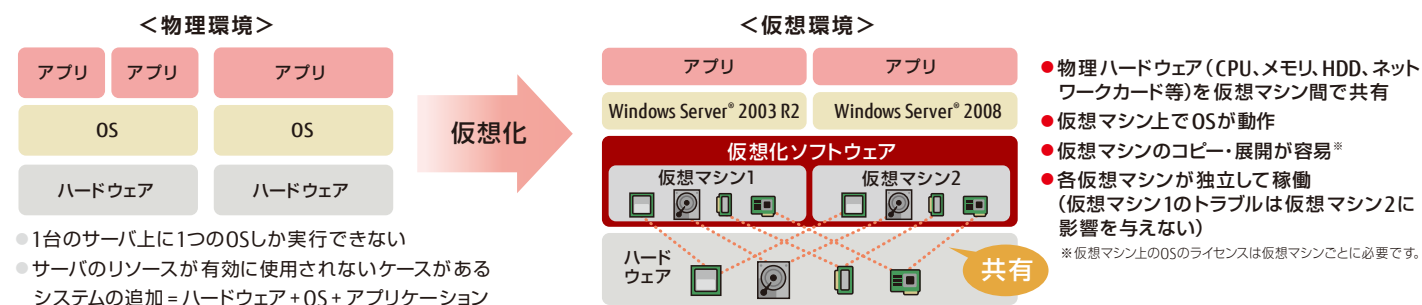 ＜物理環境＞
アプリ
アプリ
アプリ
OS
OS
ハードウェア
ハードウェア
●1台のサーバ上に1つのOSしか実行できない
●サーバのリソースが有効に使用されないケースがある
システムの追加=ハードウェア+OS+アプリケーション
仮想化
＜仮想環境＞
アプリ
アプリ
Windows Server® 2003 R2
Windows Server® 2008
仮想化ソフトウェア
仮想マシン1
仮想マシン2
ハード
ウェア
共有
●物理ハードウェア（CPU、メモリ、HDD、ネット
ワークカード等）を仮想マシン間で共有
●仮想マシン上でOSが動作
●仮想マシンのコピー・展開が容易※
●各仮想マシンが独立して稼働
（仮想マシン1のトラブルは仮想マシン2に
影響を与えない）
※仮想マシン上のOSのライセンスは仮想マシンごとに必要です。